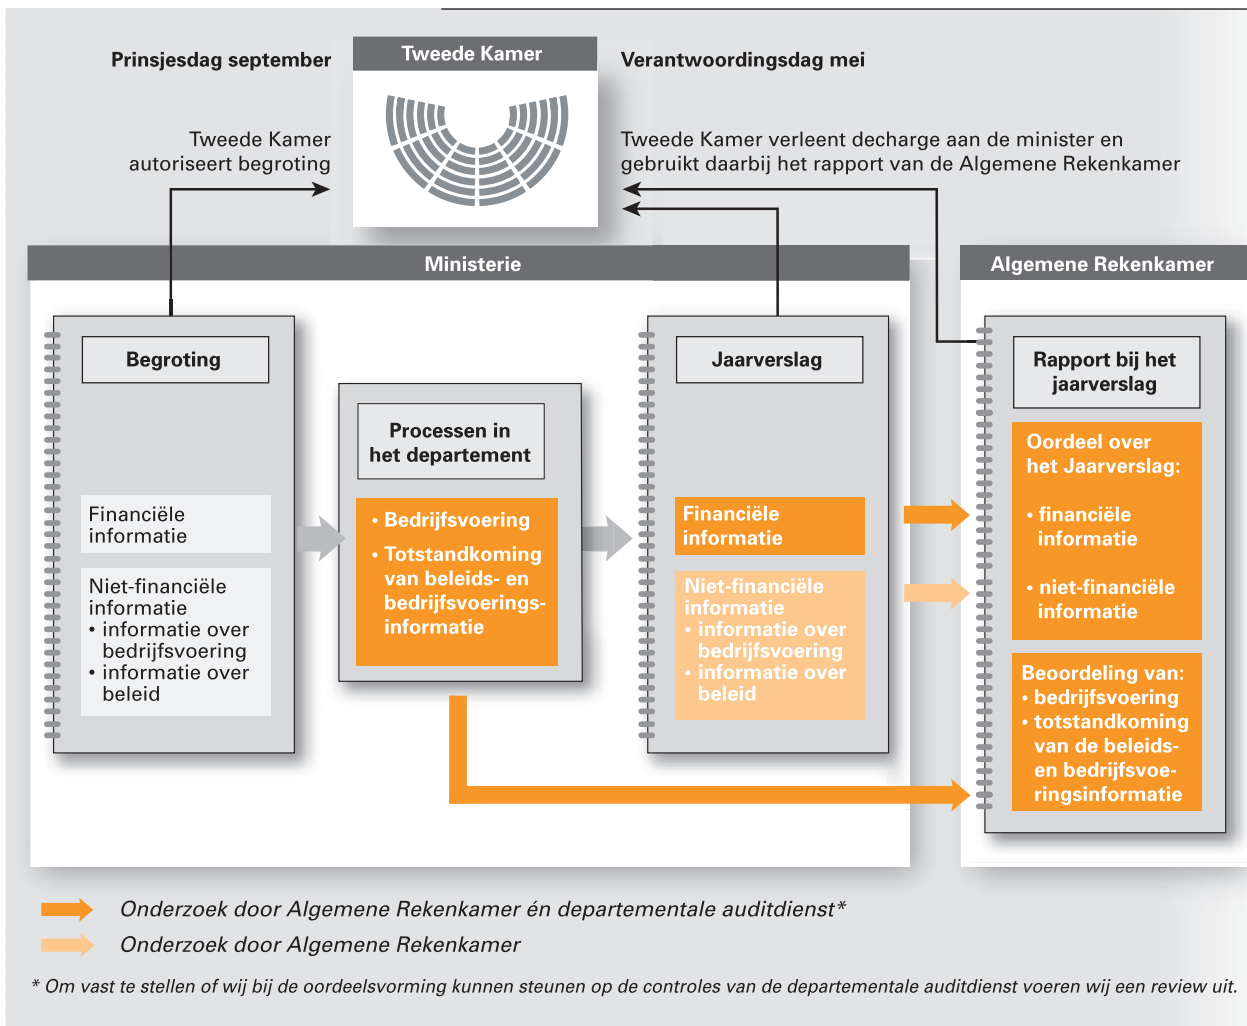 Prinsjesdag september
Tweede Kamer
Verantwoordingsdag mei
Tweede Kamer
autoriseert begroting
Tweede Kamer verleent decharge aan de minister en
gebruikt daarbij het rapport van de Algemene Rekenkamer
Ministerie
Algemene Rekenkamer
Begroting
Financiële
informatie
Niet-financiële
informatie
• informatie over
bedrijfsvoering
• informatie over
beleid
Processen in
het departement
• Bedrijfsvoering
• Totstandkoming
van beleids- en
bedrijfsvoerings-
informatie
Jaarverslag
Financiële
informatie
Niet-financiële
informatie
• informatie over
bedrijfsvoering
• informatie over
beleid
Rapport bij het
jaarverslag
Oordeel over
het Jaarverslag:
• financiële
informatie
• niet-financiële
informatie
Beoordeling van:
• bedrijfsvoering
• totstandkoming
van de beleids-
en bedrijfsvoe-
ringsinformatie
Onderzoek door Algemene Rekenkamer én departementale auditdienst*
Onderzoek door Algemene Rekenkamer
* Om vast te stellen of wij bij de oordeelsvorming kunnen steunen op de controles van de departementale auditdienst voeren wij een review uit.